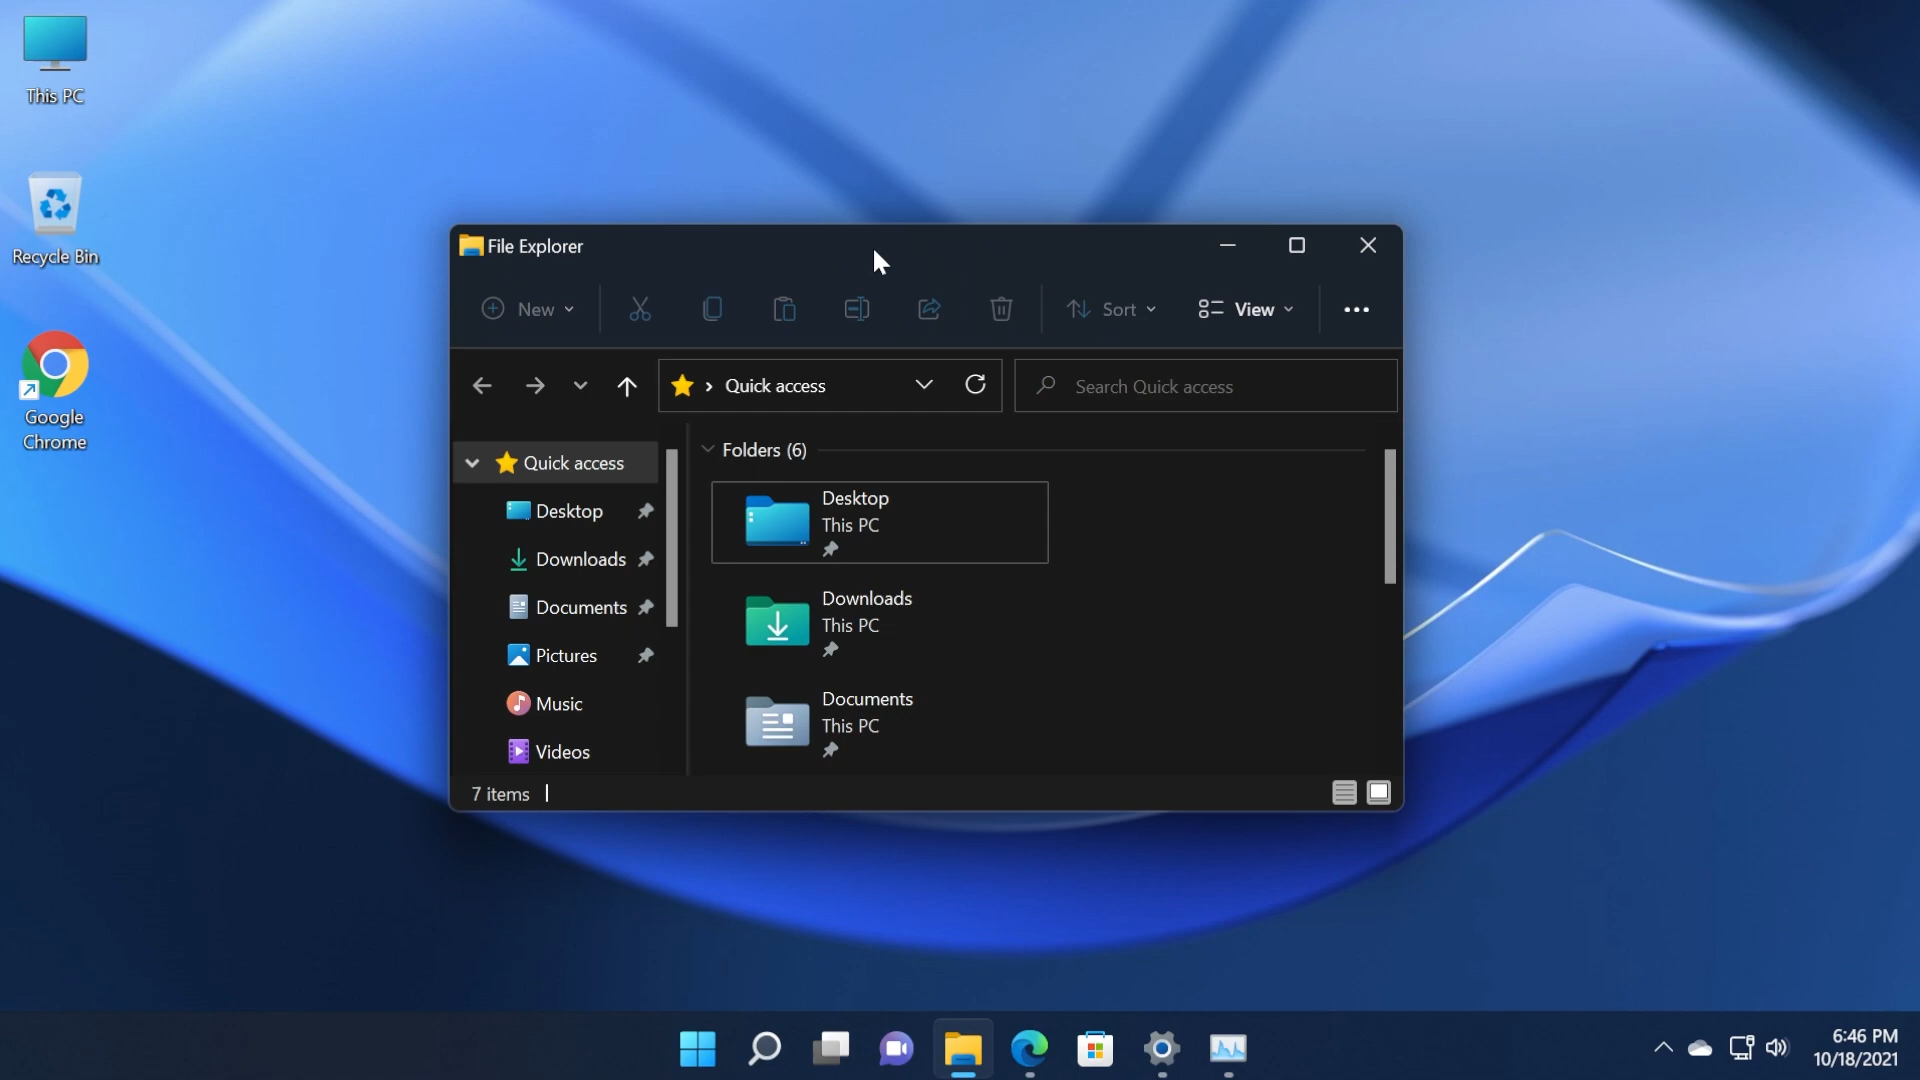 This PC
Recycle Bin
Google
Chrome
File Explorer
New
Sort
View
Quick access
Search Quick access
Quick access
Desktop
Downloads
Documents
Pictures
Music
Videos
Folders (6)
Desktop
This PC
Downloads
This PC
Documents
This PC
7 items
6:46 PM
10/18/2021